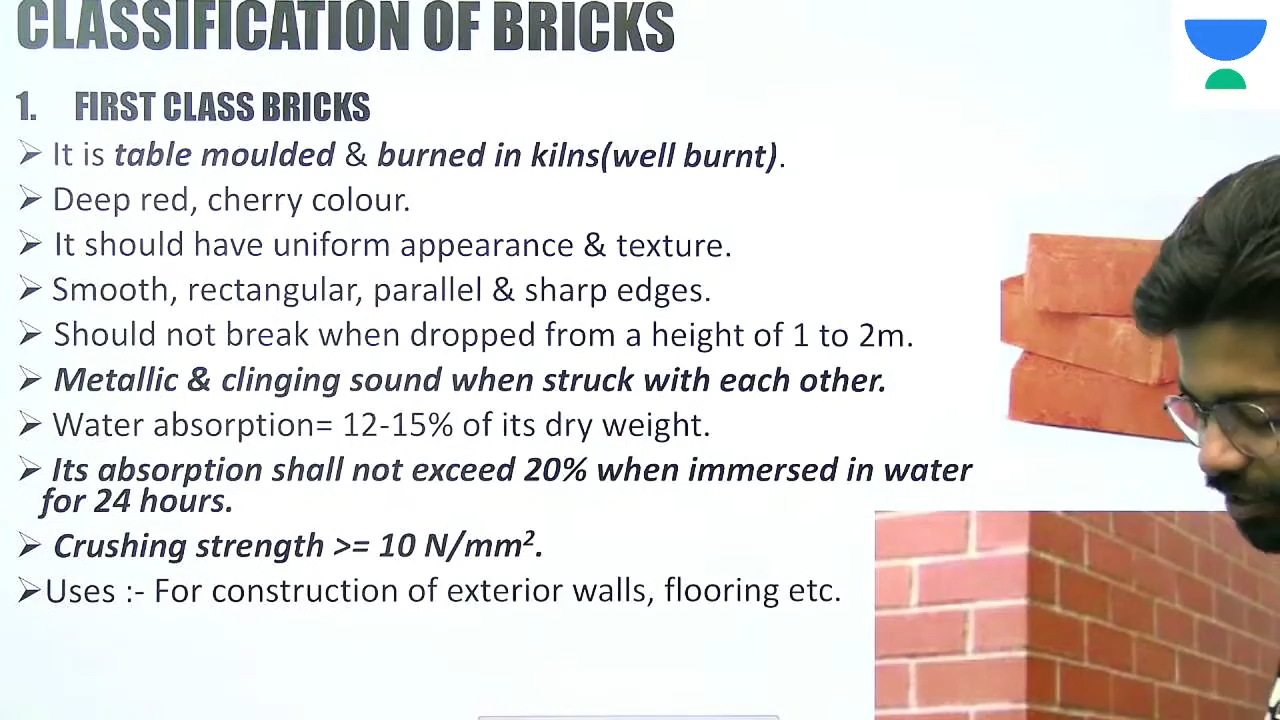 CLASSIFICATION OF BRICKS
1. FIRST CLASS BRICKS
➢ It is table moulded & burned in kilns(well burnt).
➢ Deep red, cherry colour.
➢ It should have uniform appearance & texture.
➢ Smooth, rectangular, parallel & sharp edges.
➢ Should not break when dropped from a height of 1 to 2m.
➢ Metallic & clinging sound when struck with each other.
➢ Water absorption= 12-15% of its dry weight.
➢ Its absorption shall not exceed 20% when immersed in water
for 24 hours.
➢ Crushing strength >= 10 N/mm².
➢Uses :- For construction of exterior walls, flooring etc.